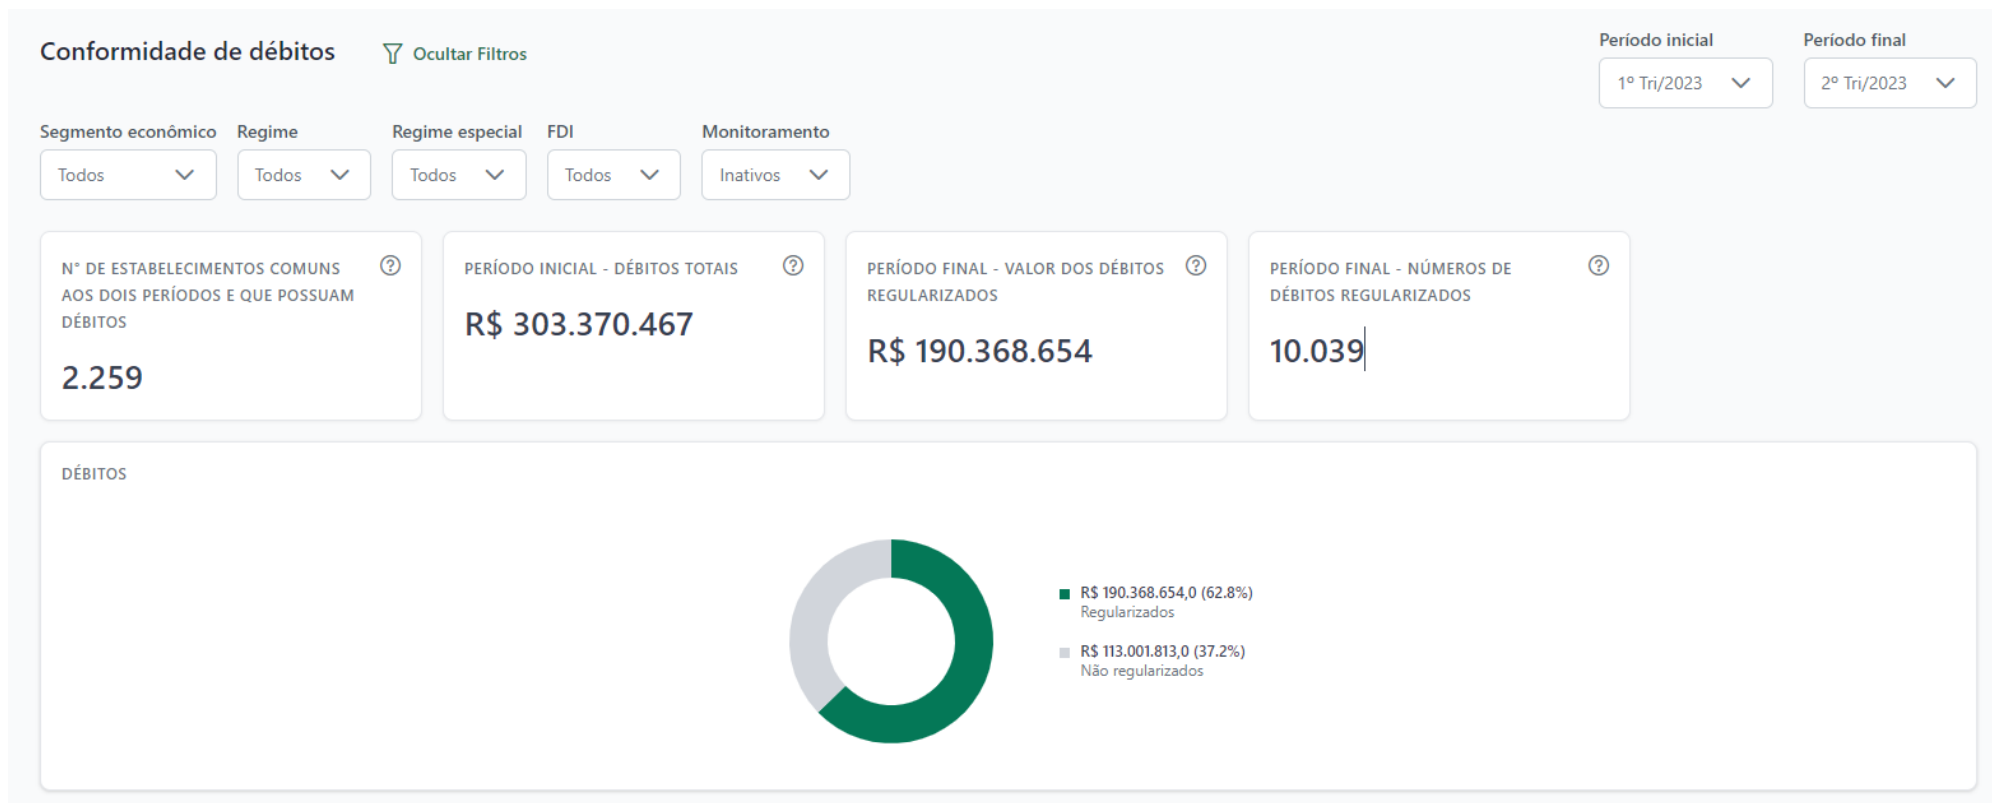 Conformidade de débitos
Ocultar Filtros
Período inicial
Período final
1º Tri/2023
2º Tri/2023
Segmento econômico
Regime
Regime especial
FDI
Monitoramento
Todos
Todos
Todos
Todos
Inativos
N° DE ESTABELECIMENTOS COMUNS
AOS DOIS PERÍODOS E QUE POSSUAM
DÉBITOS
2.259
PERÍODO INICIAL - DÉBITOS TOTAIS
R$ 303.370.467
PERÍODO FINAL - VALOR DOS DÉBITOS
REGULARIZADOS
R$ 190.368.654
PERÍODO FINAL - NÚMEROS DE
DÉBITOS REGULARIZADOS
10.039
DÉBITOS
R$ 190.368.654,0 (62.8%)
Regularizados
R$ 113.001.813,0 (37.2%)
Não regularizados